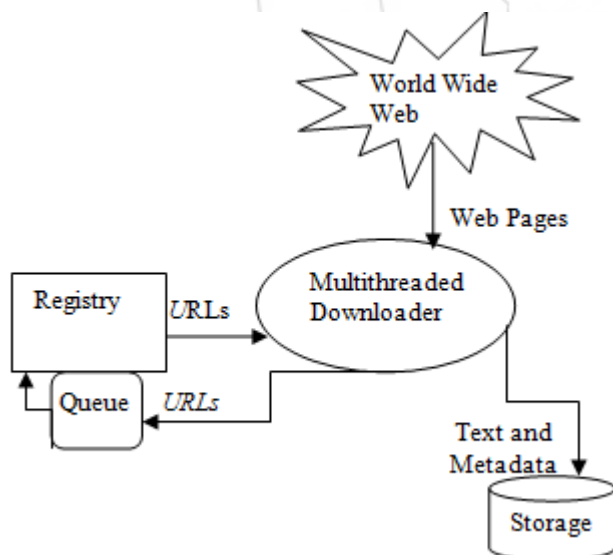 World Wide
Web
Web Pages
Multithreaded
Downloader
Registry
URLs
Queue
URLs
Text and
Metadata
Storage